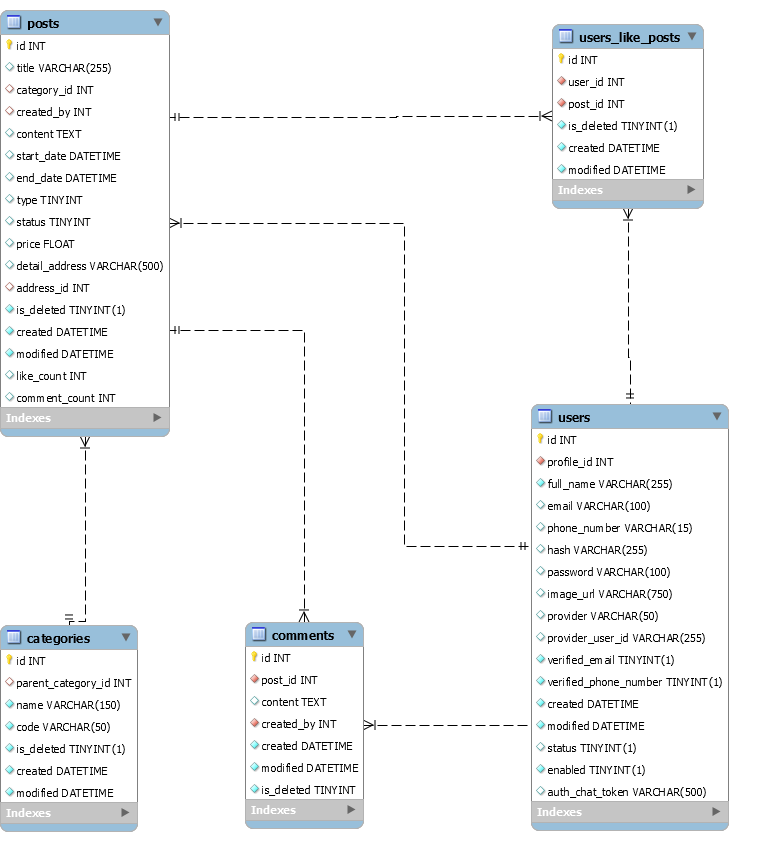 posts
id INT
title VARCHAR(255)
category_id INT
created_by INT
content TEXT
start_date DATETIME
end_date DATETIME
type TINYINT
status TINYINT
price FLOAT
detail_address VARCHAR(500)
address_id INT
is_deleted TINYINT(1)
created DATETIME
modified DATETIME
like_count INT
comment_count INT
Indexes
users_like_posts
id INT
user_id INT
post_id INT
is_deleted TINYINT(1)
created DATETIME
modified DATETIME
Indexes
users
id INT
profile_id INT
full_name VARCHAR(255)
email VARCHAR(100)
phone_number VARCHAR(15)
hash VARCHAR(255)
password VARCHAR(100)
image_url VARCHAR(750)
provider VARCHAR(50)
provider_user_id VARCHAR(255)
verified_email TINYINT(1)
verified_phone_number TINYINT(1)
created DATETIME
modified DATETIME
status TINYINT(1)
enabled TINYINT(1)
auth_chat_token VARCHAR(500)
Indexes
categories
id INT
parent_category_id INT
name VARCHAR(150)
code VARCHAR(50)
is_deleted TINYINT(1)
created DATETIME
modified DATETIME
Indexes
comments
id INT
post_id INT
content TEXT
created_by INT
created DATETIME
modified DATETIME
is_deleted TINYINT
Indexes